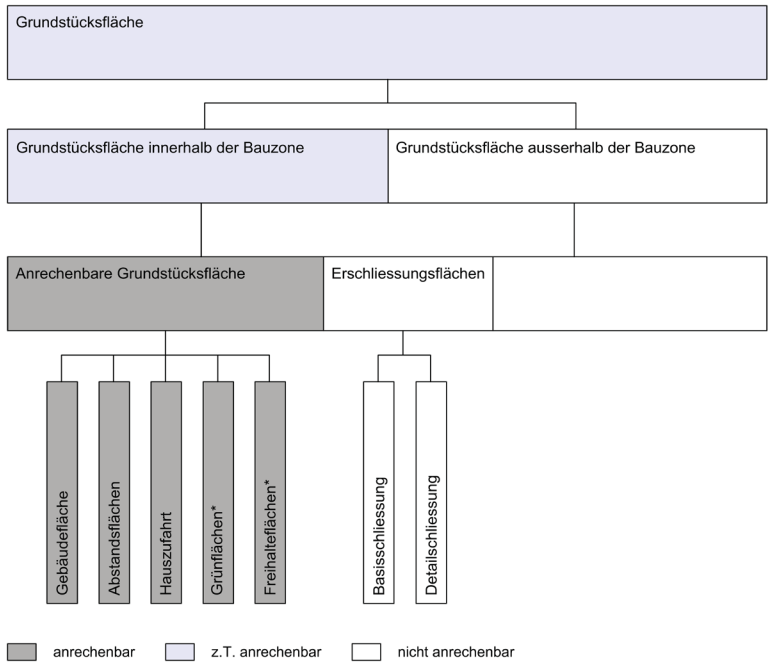 Grundstücksfläche
Grundstücksfläche innerhalb der Bauzone
Grundstücksfläche ausserhalb der Bauzone
Anrechenbare Grundstücksfläche
Erschliessungsflächen
Gebäudefläche
Abstandsflächen
Hauszufahrt
Grünflächen*
Freihalteflächen*
Basisschliessung
Detailschliessung
anrechenbar
z.T. anrechenbar
nicht anrechenbar